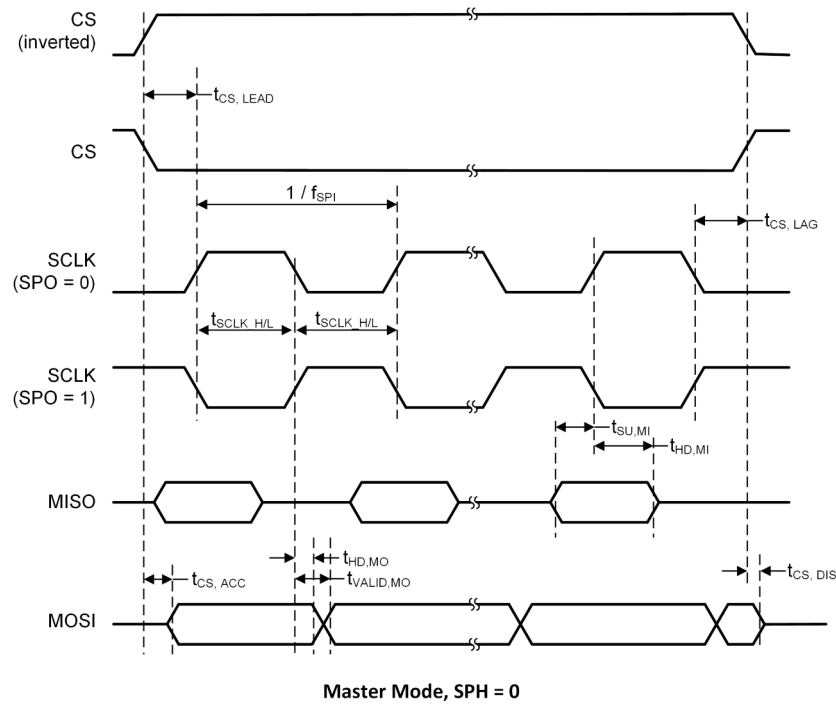 CS
(inverted)
tCS, LEAD
CS
1 / fSPI
tCS, LAG
SCLK
(SPO = 0)
tSCLK_H/L
tSCLK_H/L
SCLK
(SPO = 1)
tSU,MI
tHD,MI
MISO
tHD,MO
tVALID,MO
tCS, ACC
tCS, DIS
MOSI
Master Mode, SPH = 0